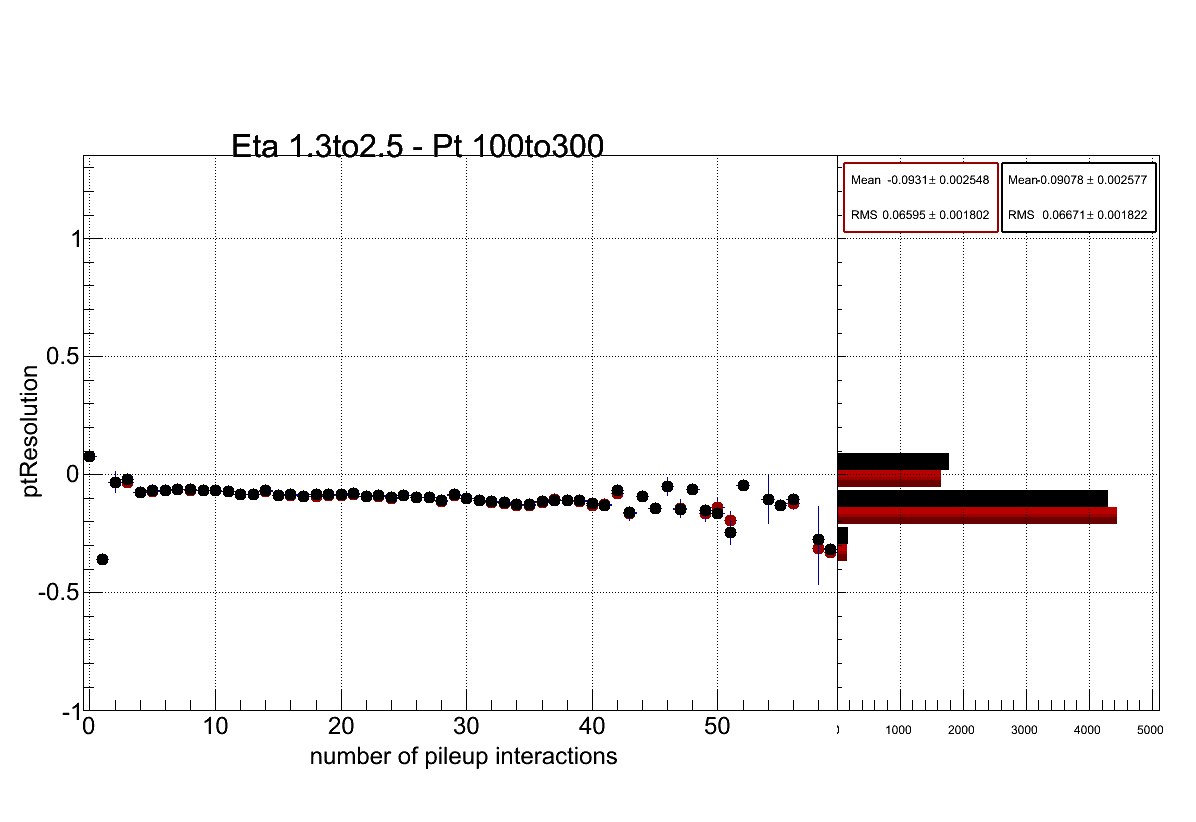 Eta 1.3to2.5 - Pt 100to300
Mean -0.0931± 0.002548
RMS 0.06595 ± 0.001802
Mean-0.09078 ± 0.002577
RMS 0.06671± 0.001822
ptResolution
1
0.5
0
-0.5
-1
0 10 20 30 40 50
number of pileup interactions
1000 2000 3000 4000 5000